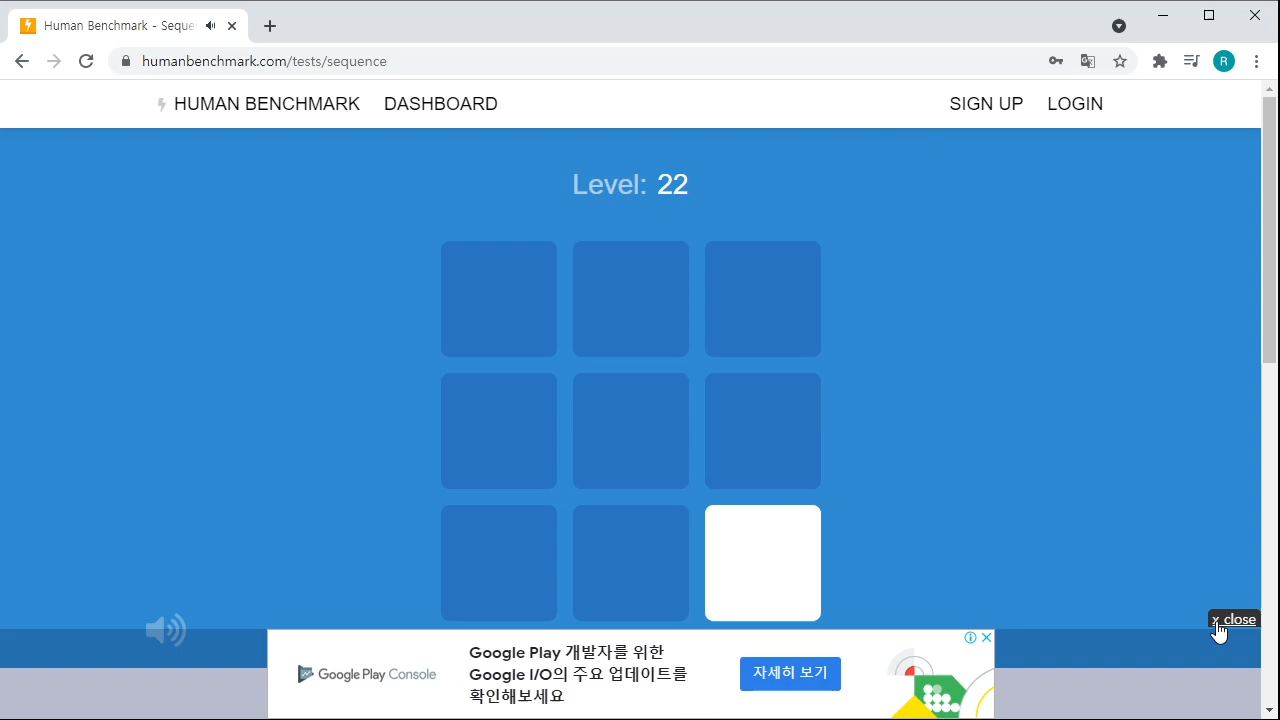 Human Benchmark - Seque
humanbenchmark.com/tests/sequence
R
HUMAN BENCHMARK DASHBOARD SIGN UP LOGIN
Level: 22
x close
Google Play Console
Google Play 개발자를 위한
Google I/O의 주요 업데이트를
확인해보세요
자세히 보기